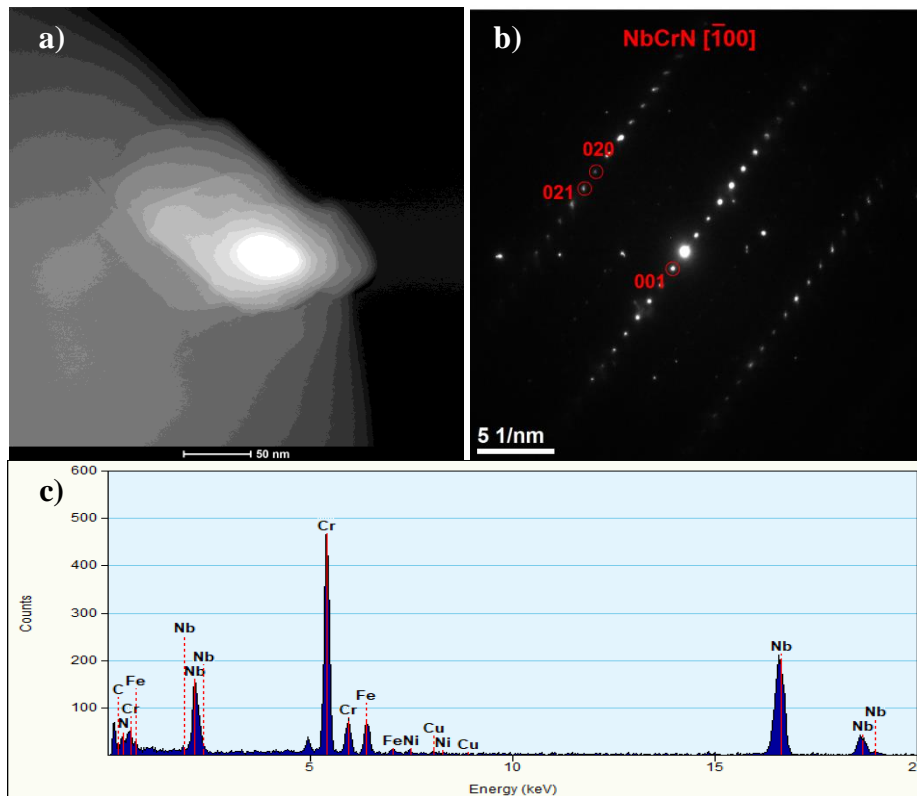 a)
50 nm
b)
NbCrN [1̄00]
020
021
001
5 1/nm
c)
600
500
400
300
200
100
Counts
C
N
Cr
Fe
Nb
Nb
Nb
Cr
Cr
Fe
Fe
Ni
Cu
Ni
Cu
Nb
Nb
Nb
5
10
15
2
Energy (keV)